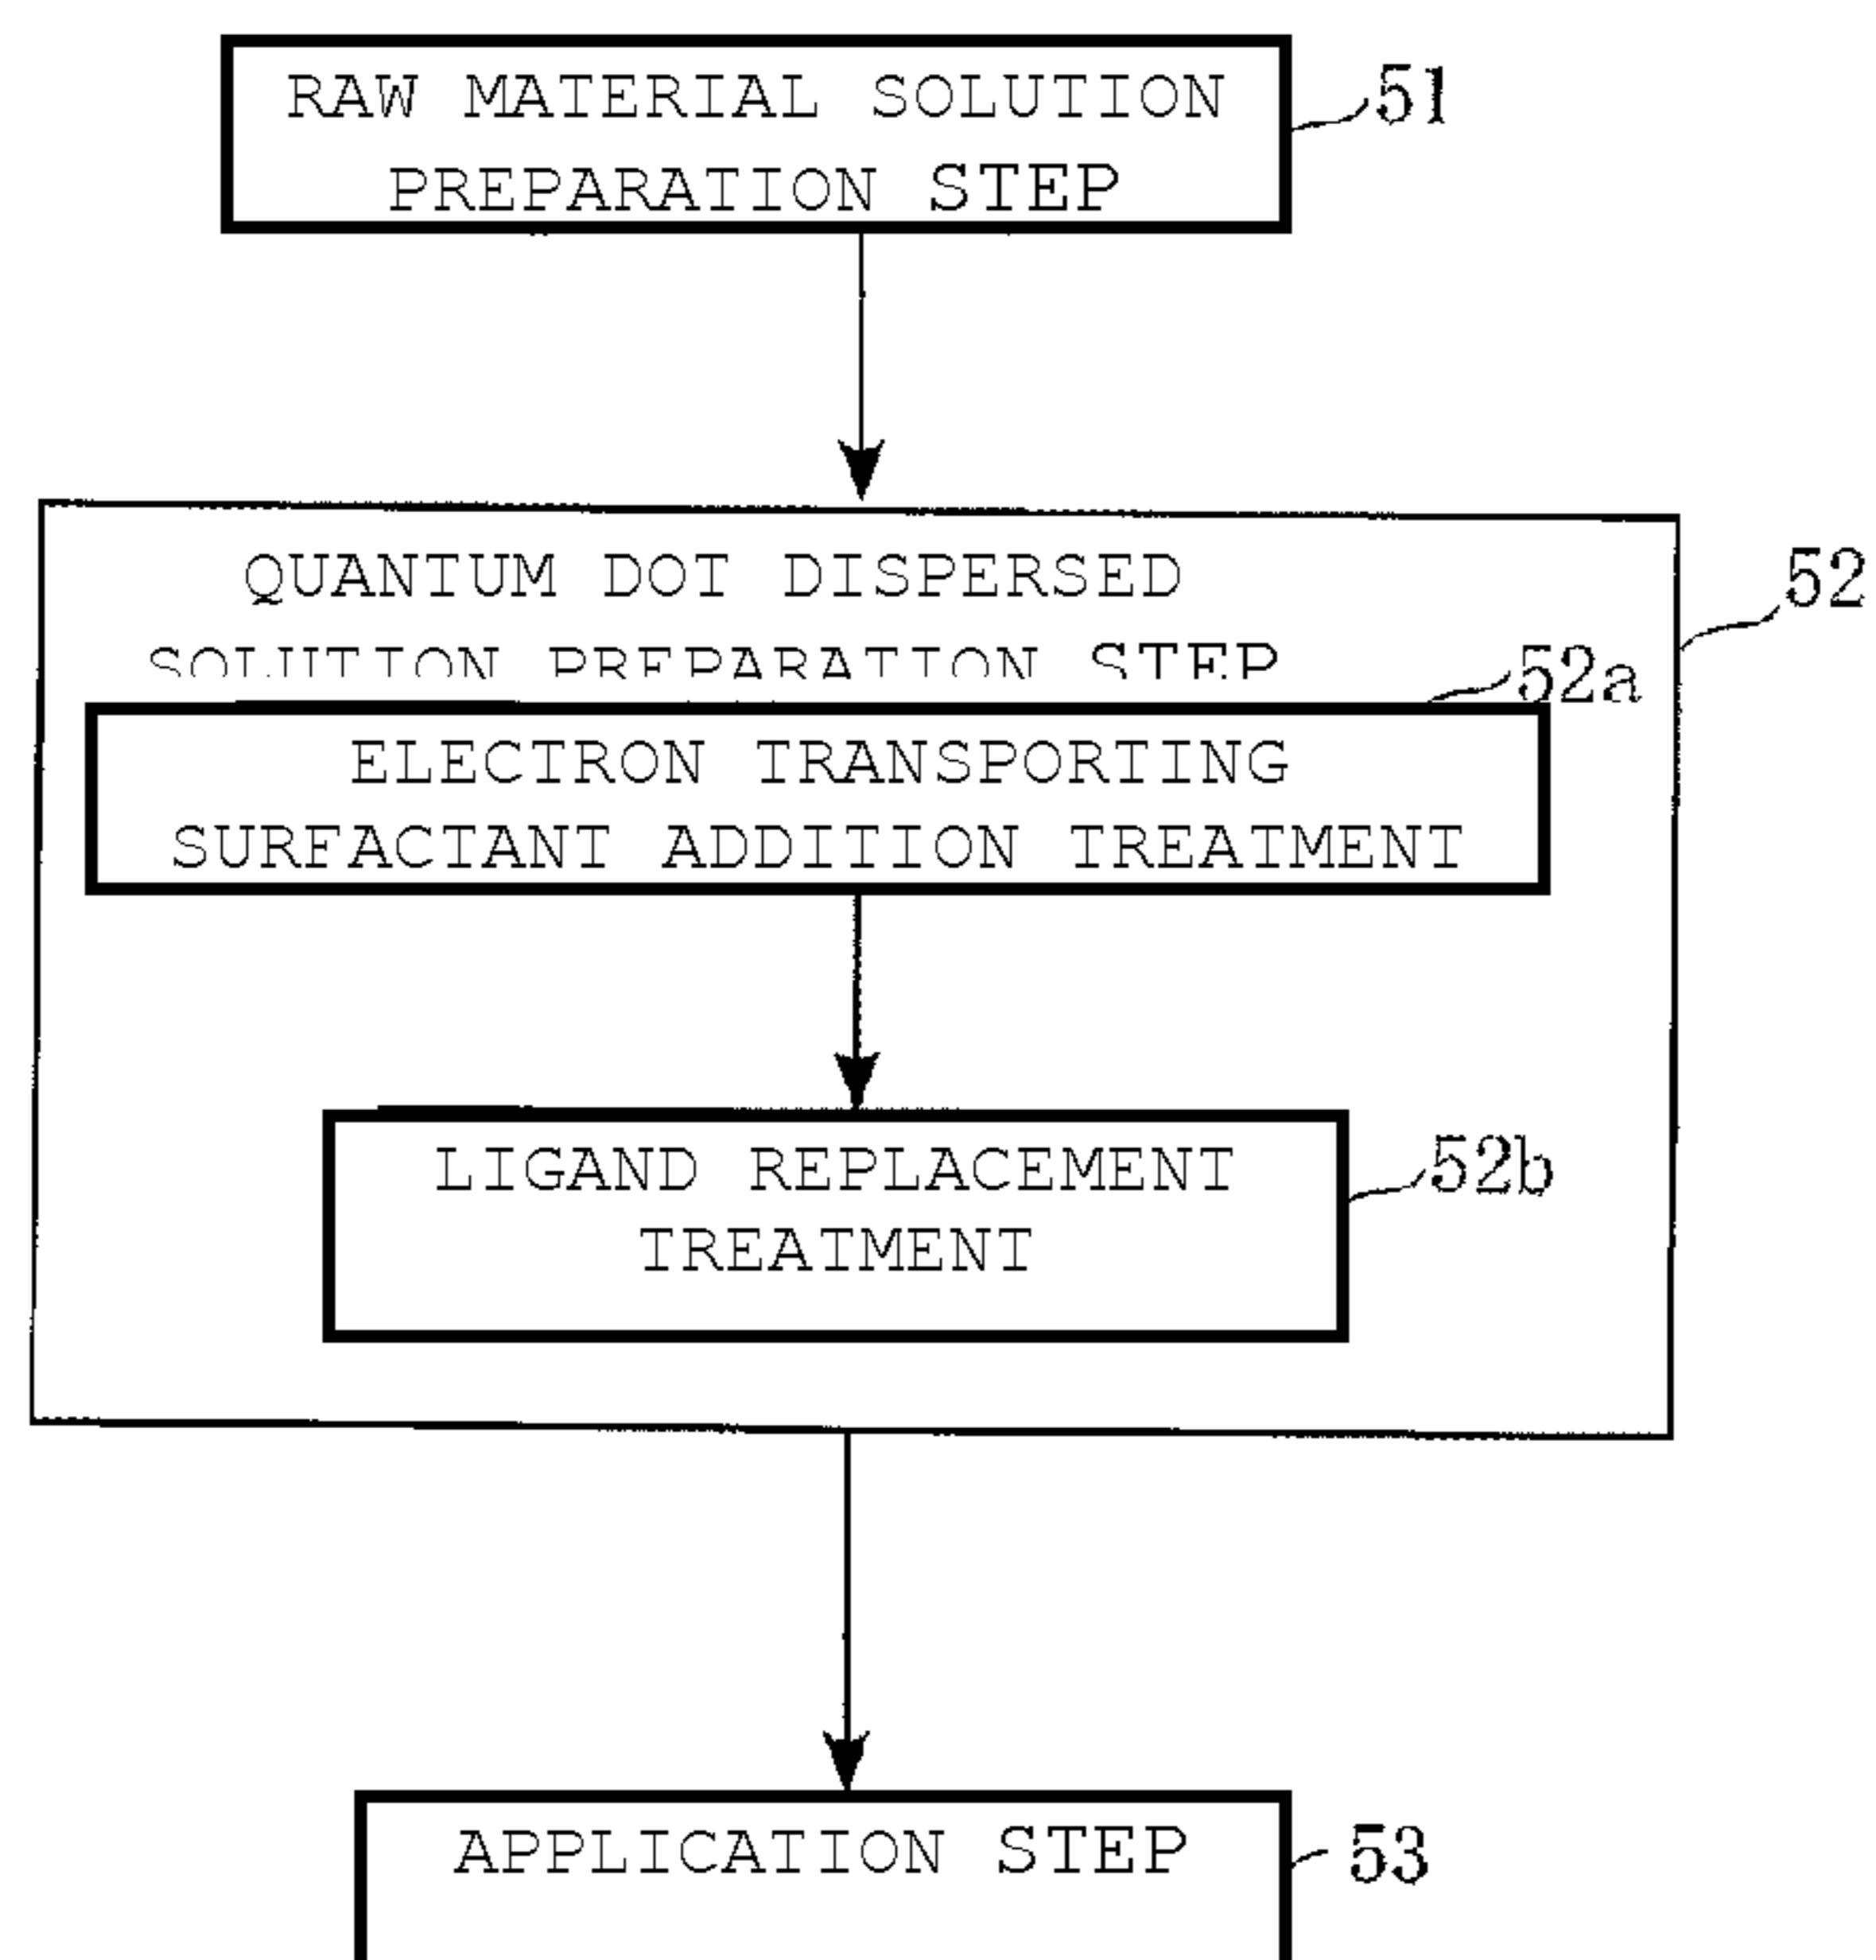 RAW MATERIAL SOLUTION
PREPARATION STEP
51
QUANTUM DOT DISPERSED
SOLUTION PREPARATION STEP
52
52a
ELECTRON TRANSPORTING
SURFACTANT ADDITION TREATMENT
LIGAND REPLACEMENT
TREATMENT
52b
APPLICATION STEP
53